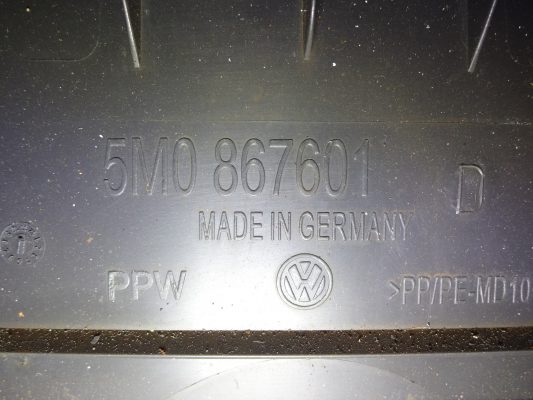 5M0 867601 D
MADE IN GERMANY
PPW
>PP/PE-MD10